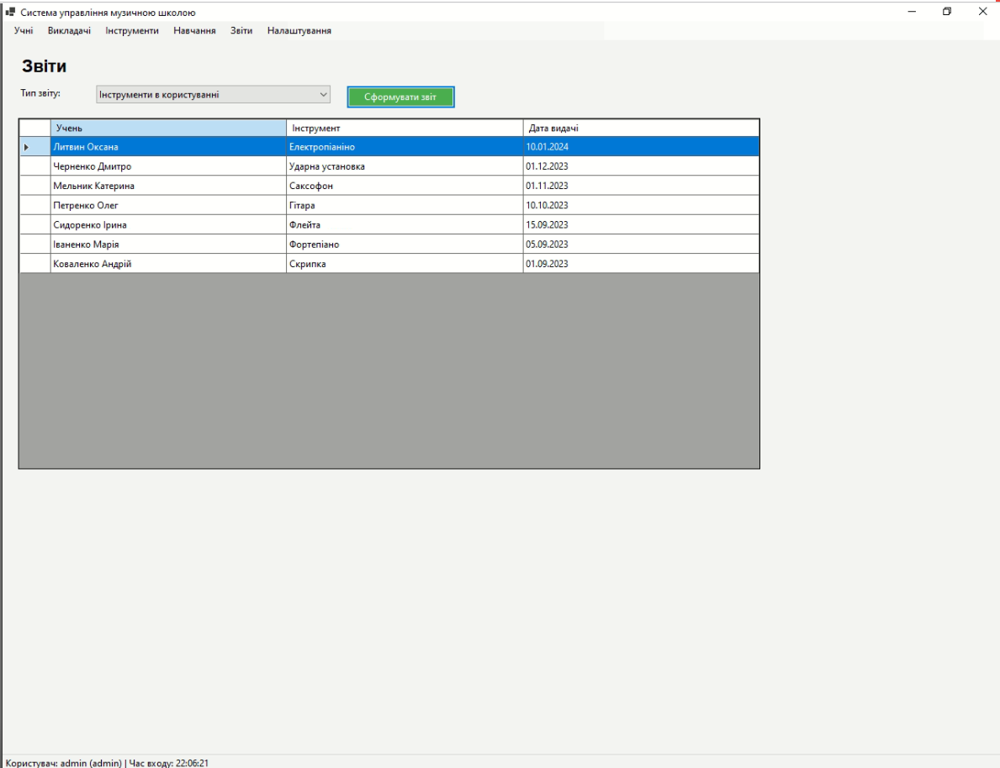 Система управління музичною школою
Учні Викладачі Інструменти Навчання Звіти Налаштування
Звіти
Тип звіту: Інструменти в користуванні Сформувати звіт
Учень Інструмент Дата видачі
Литвин Оксана Електропіаніно 10.01.2024
Черненко Дмитро Ударна установка 01.12.2023
Мельник Катерина Саксофон 01.11.2023
Петренко Олег Гітара 10.10.2023
Сидоренко Ірина Флейта 15.09.2023
Іваненко Марія Фортепіано 05.09.2023
Коваленко Андрій Скрипка 01.09.2023
Користувач: admin (admin) | Час входу: 22:06:21